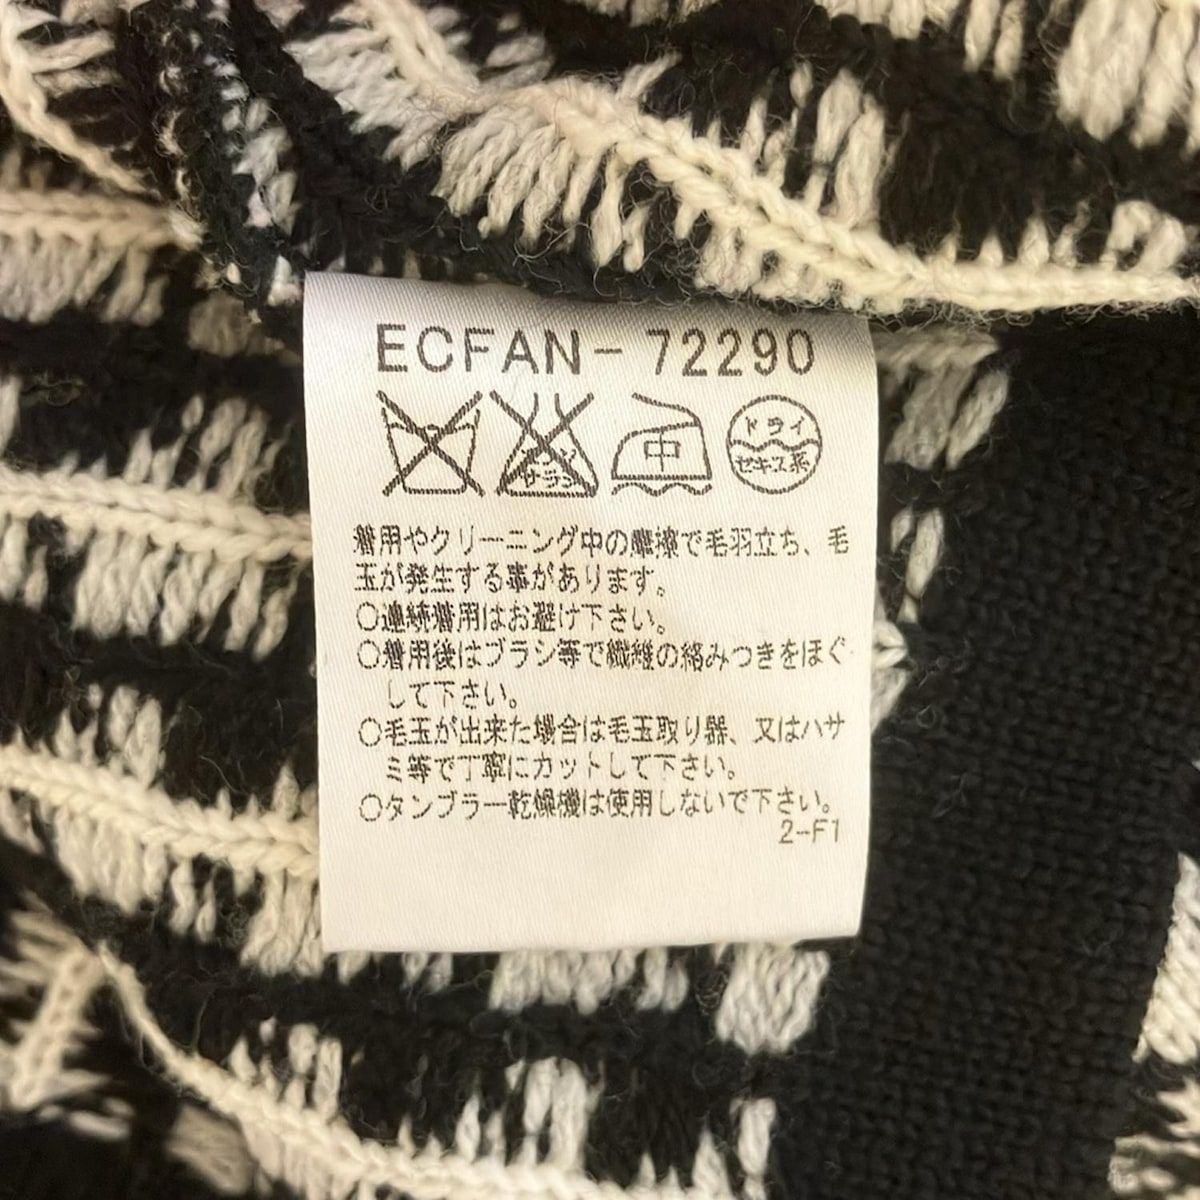 ECFAN-72290
中
ドライ
セキユ系
着用やクリーニング中の摩擦で毛羽立ち、毛
玉が発生する事があります。
○連続着用はお避け下さい。
○着用後はブラシ等で繊維の絡みつきをほぐ
して下さい。
○毛玉が出来た場合は毛玉取り器、又はハサ
ミ等で丁寧にカットして下さい。
○タンブラー乾燥機は使用しないで下さい。
2-F1